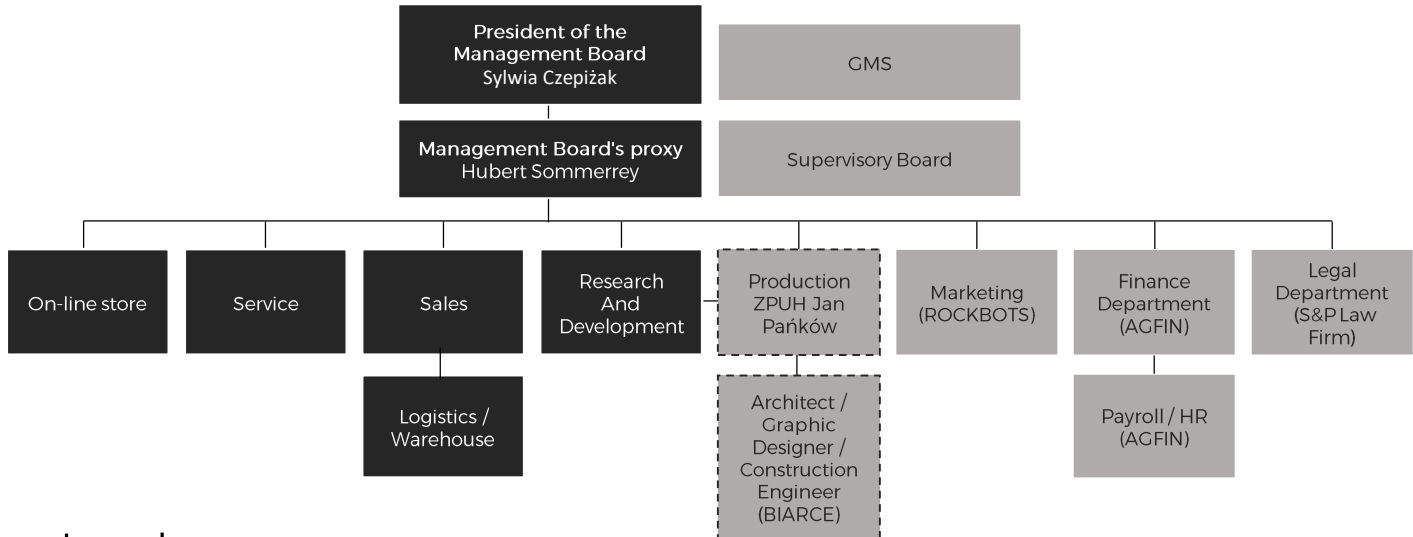 President of the
Management Board
Sylwia Czepiżak
GMS
Management Board's proxy
Hubert Sommerrey
Supervisory Board
On-line store
Service
Sales
Research
And
Development
Production
ZPUH Jan
Pańków
Marketing
(ROCKBOTS)
Finance
Department
(AGFIN)
Legal
Department
(S&P Law
Firm)
Logistics /
Warehouse
Architect /
Graphic
Designer /
Construction
Engineer
(BIARCE)
Payroll / HR
(AGFIN)